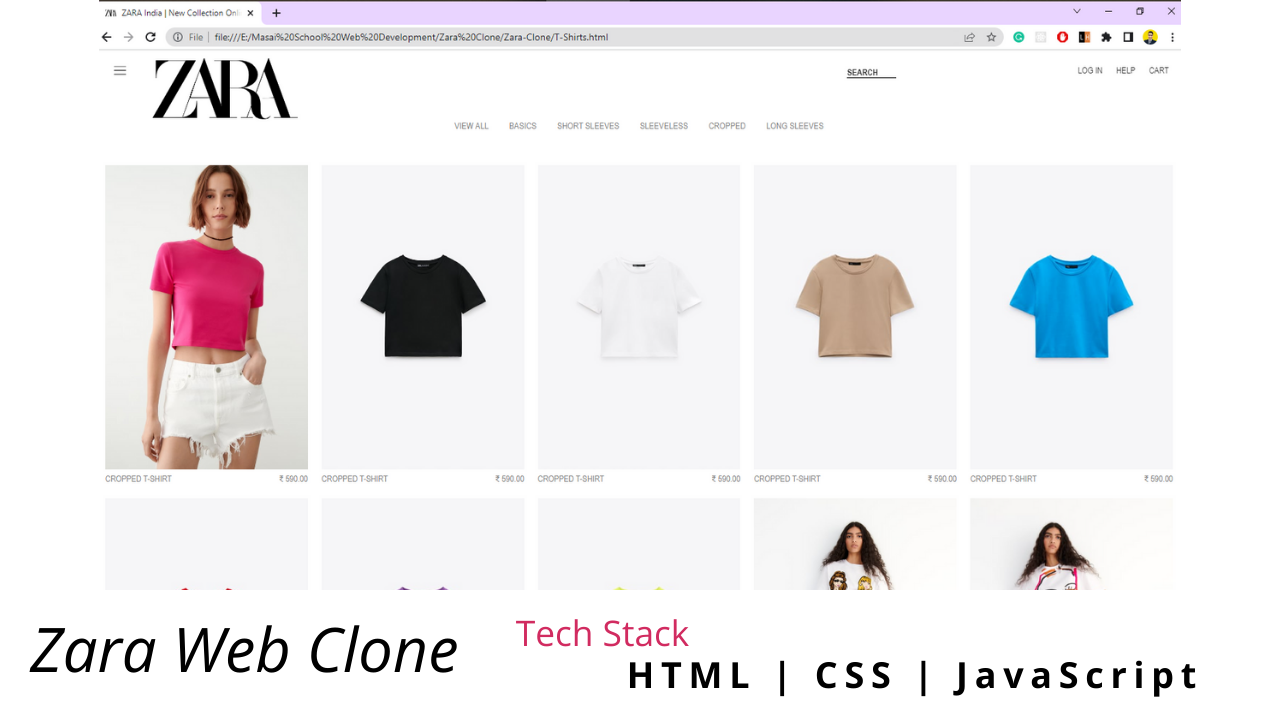 ZARA ZARA India | New Collection Onli
File | file:///E:/Masai%20School%20Web%20Development/Zara%20Clone/Zara-Clone/T-Shirts.html
ZARA
SEARCH
LOG IN HELP CART
VIEW ALL BASICS SHORT SLEEVES SLEEVELESS CROPPED LONG SLEEVES
CROPPED T-SHIRT ₹ 590.00 CROPPED T-SHIRT ₹ 590.00 CROPPED T-SHIRT ₹ 590.00 CROPPED T-SHIRT ₹ 590.00 CROPPED T-SHIRT ₹ 590.00
Zara Web Clone
Tech Stack
HTML | CSS | JavaScript